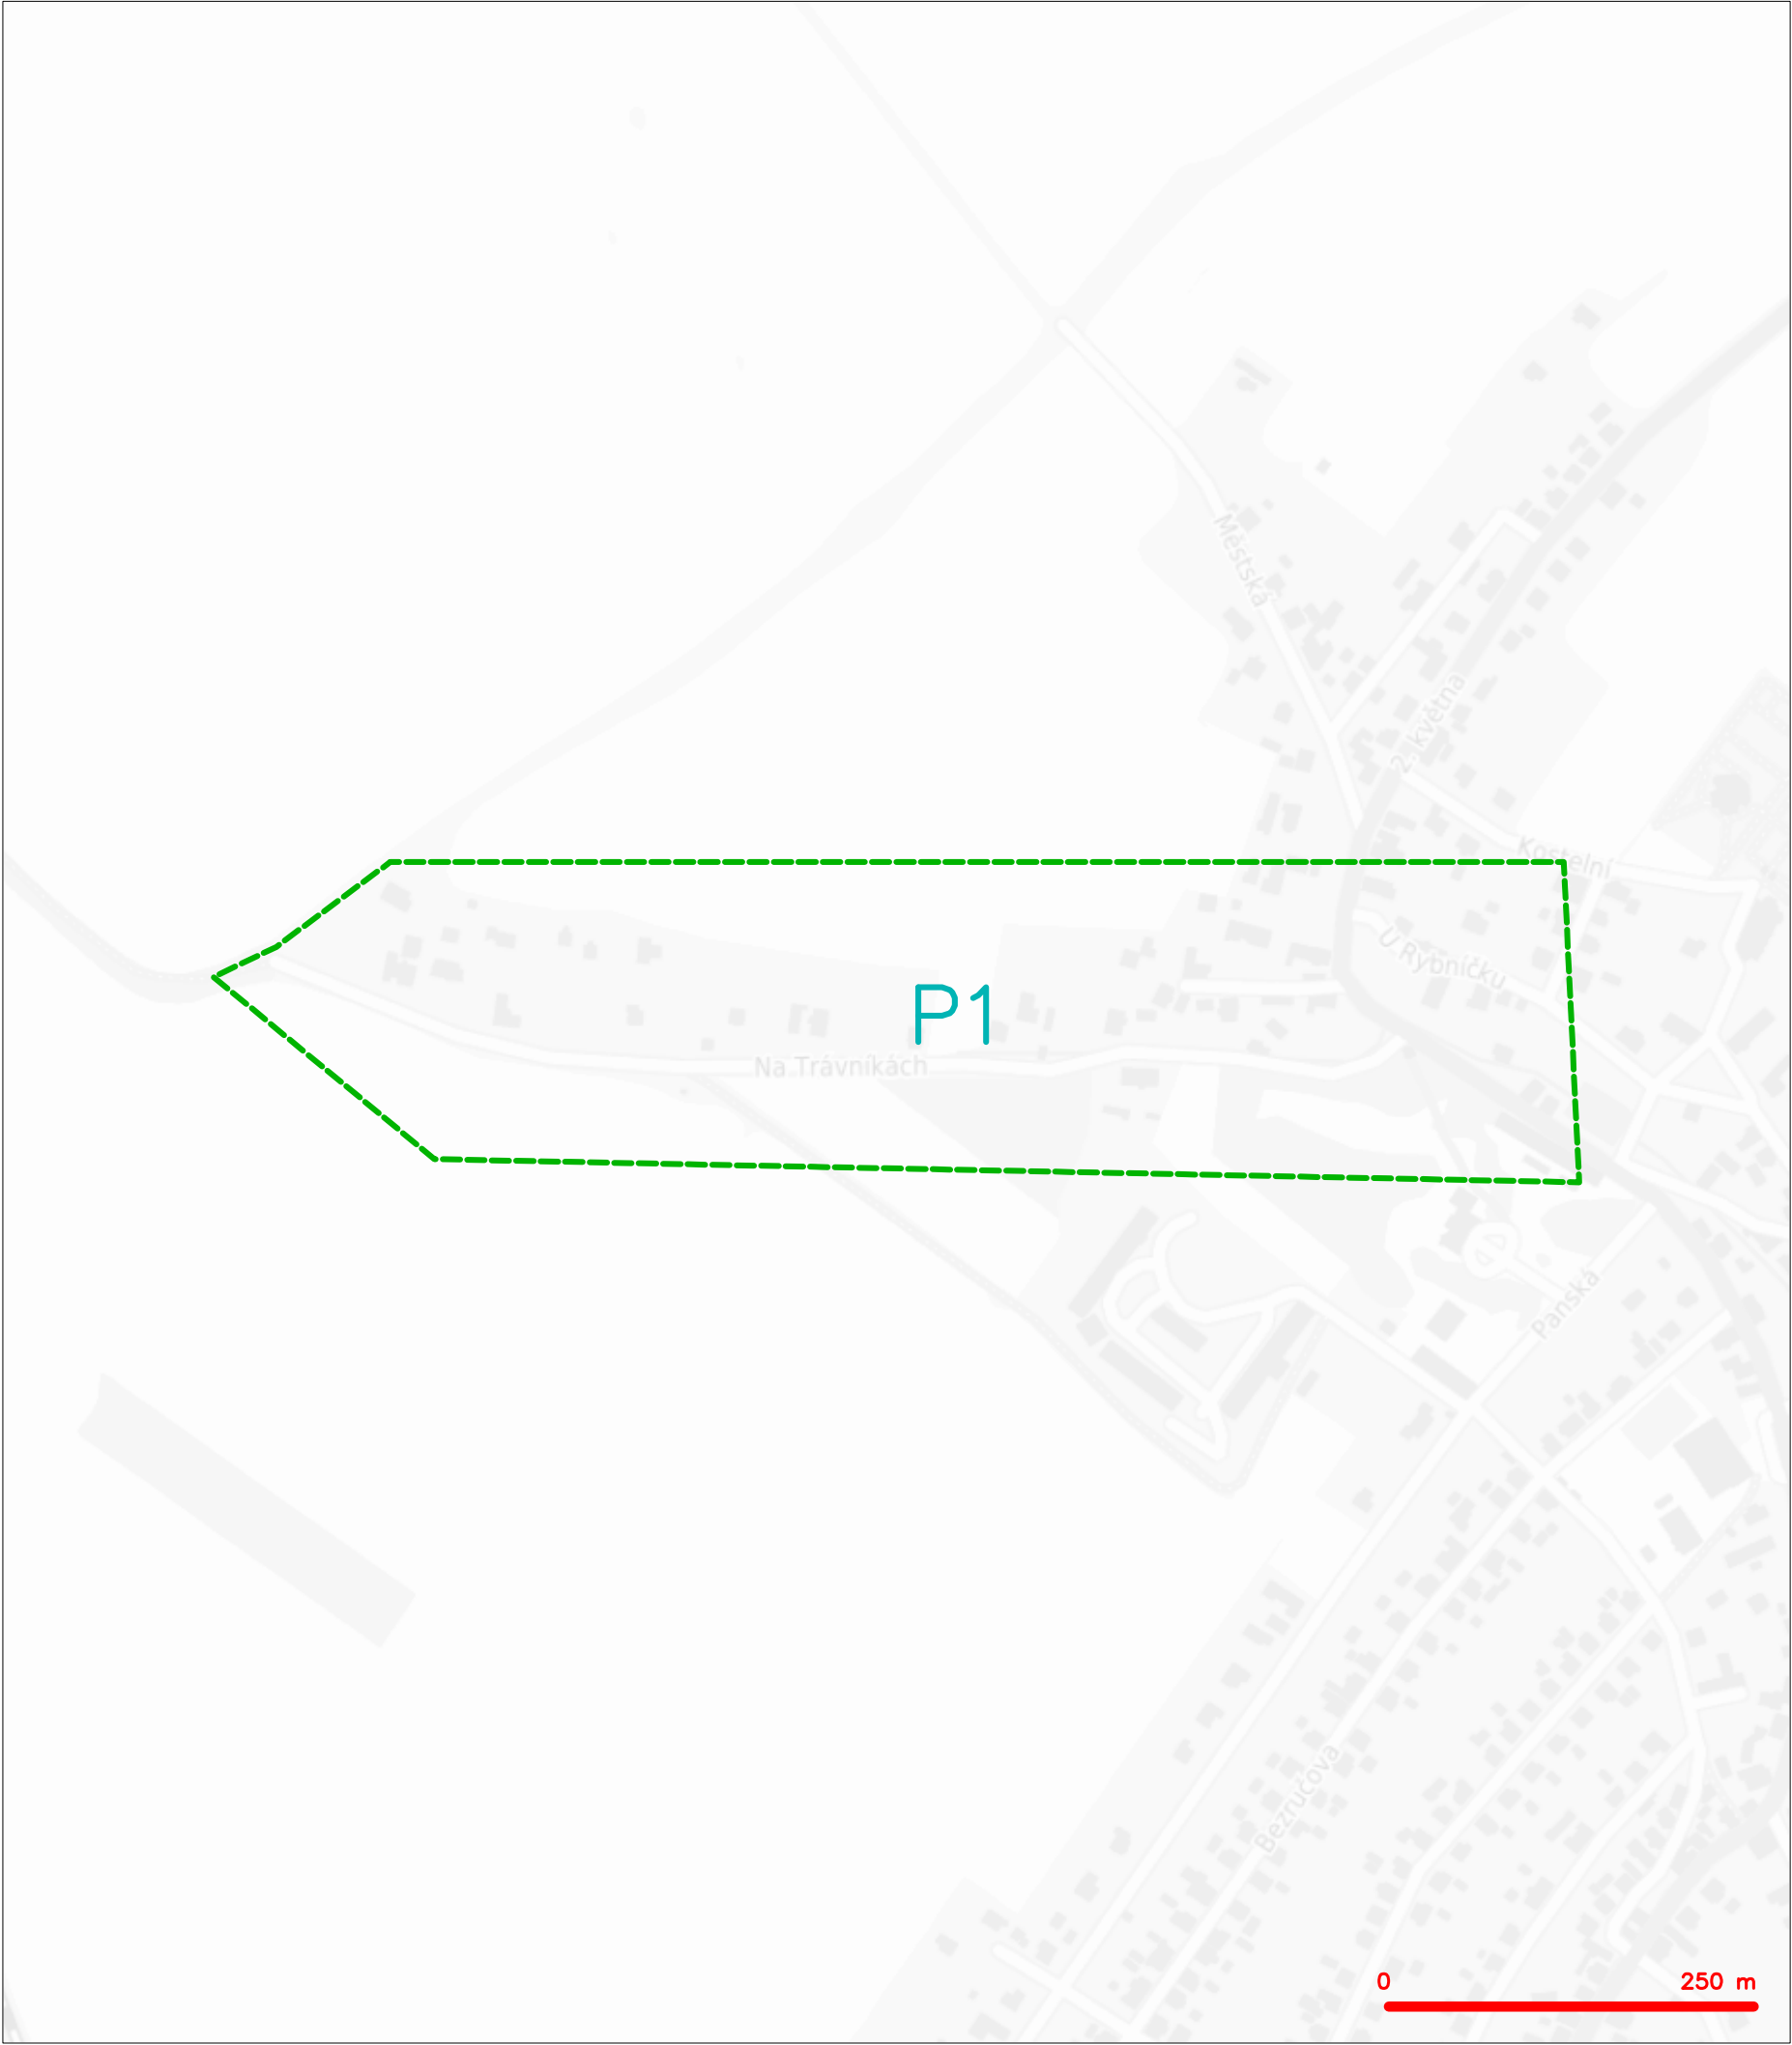 Městská
2. května
Kostelní
U Rybníčku
P1
Na Trávníkách
Panská
Bezručova
0
250 m